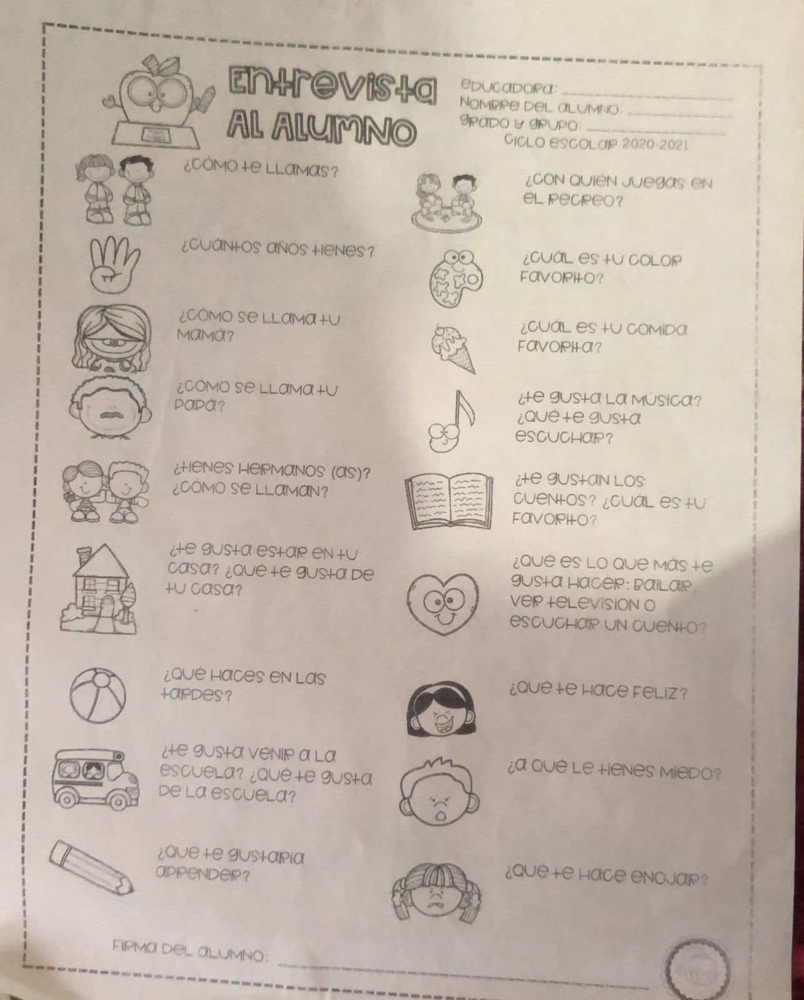 Entrevista
al alumno
Educadora:
Nombre del alumno:
Grado y grupo:
Ciclo escolar 2020-2021
¿Cómo te llamas?
¿Cuántos años tienes?
¿Cómo se llama tu
mamá?
¿Cómo se llama tu
papá?
¿Tienes hermanos (as)?
¿Cómo se llaman?
¿Te gusta estar en tu
casa? ¿Qué te gusta de
tu casa?
¿Qué haces en las
tardes?
¿Te gusta venir a la
escuela? ¿Qué te gusta
de la escuela?
¿Qué te gustaría
aprender?
¿Con quién juegas en
el recreo?
¿Cuál es tu color
favorito?
¿Cuál es tu comida
favorita?
¿Te gusta la música?
¿Qué te gusta
escuchar?
¿Te gustan los
cuentos? ¿Cuál es tu
favorito?
¿Qué es lo que más te
gusta hacer: bailar,
ver television o
escuchar un cuento?
¿Qué te hace feliz?
¿A qué le tienes miedo?
¿Qué te hace enojar?
Firma del alumno: